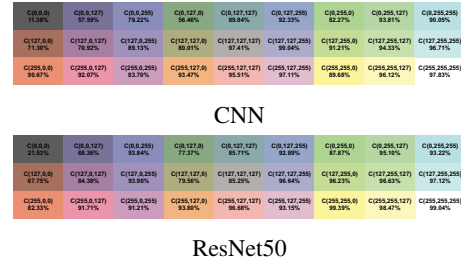 C(0,0,0) C(0,0,127) C(0,0,255) C(0,127,0) C(0,127,127) C(0,127,255) C(0,255,0) C(0,255,127) C(0,255,255)
11.38% 57.59% 79.22% 56.46% 89.84% 92.33% 82.27% 93.81% 90.05%
C(127,0,0) C(127,0,127) C(127,0,255) C(127,127,0) C(127,127,127) C(127,127,255) C(127,255,0) C(127,255,127) C(127,255,255)
71.30% 70.92% 89.13% 80.01% 97.41% 99.04% 91.21% 94.33% 96.71%
C(255,0,0) C(255,0,127) C(255,0,255) C(255,127,0) C(255,127,127) C(255,127,255) C(255,255,0) C(255,255,127) C(255,255,255)
90.67% 92.07% 83.70% 93.47% 95.51% 97.11% 89.68% 96.12% 97.83%
CNN
C(0,0,0) C(0,0,127) C(0,0,255) C(0,127,0) C(0,127,127) C(0,127,255) C(0,255,0) C(0,255,127) C(0,255,255)
21.53% 68.36% 93.84% 77.37% 85.71% 92.89% 87.87% 95.10% 93.22%
C(127,0,0) C(127,0,127) C(127,0,255) C(127,127,0) C(127,127,127) C(127,127,255) C(127,255,0) C(127,255,127) C(127,255,255)
67.75% 84.38% 93.98% 79.56% 85.25% 96.64% 96.23% 96.63% 97.12%
C(255,0,0) C(255,0,127) C(255,0,255) C(255,127,0) C(255,127,127) C(255,127,255) C(255,255,0) C(255,255,127) C(255,255,255)
82.33% 91.71% 91.21% 93.80% 96.68% 93.15% 99.39% 98.47% 99.04%
ResNet50